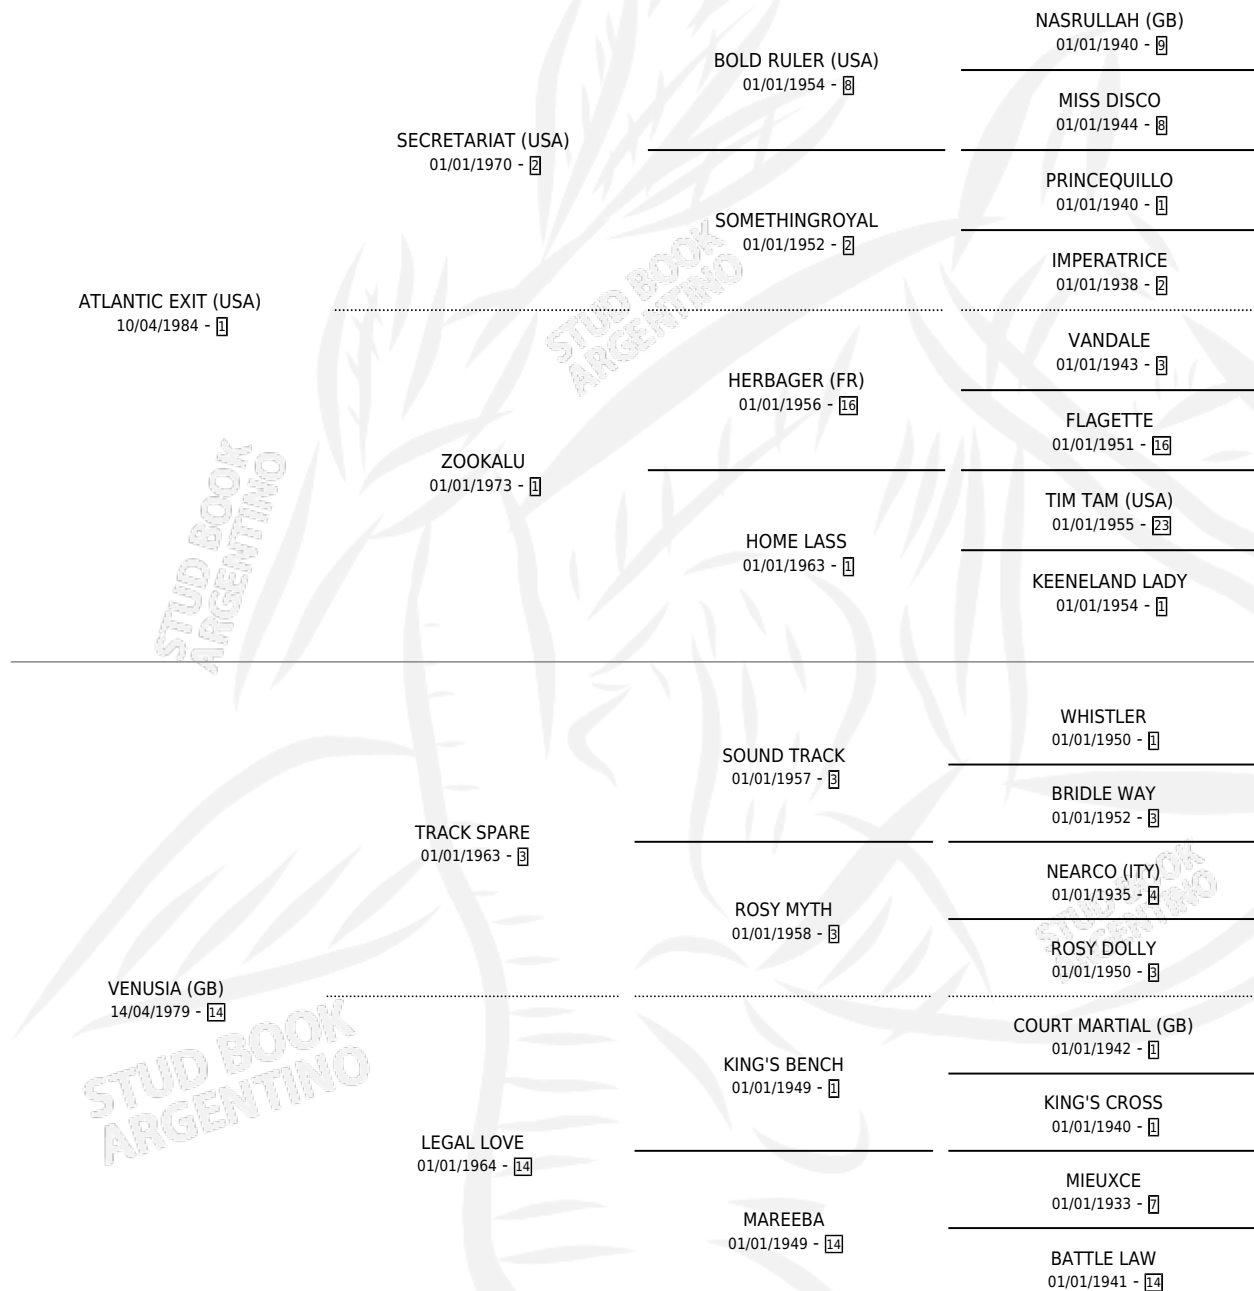 NASRULLAH (GB)
01/01/1940 - 9
BOLD RULER (USA)
01/01/1954 - 8
MISS DISCO
01/01/1944 - 8
SECRETARIAT (USA)
01/01/1970 - 2
PRINCEQUILLO
01/01/1940 - 1
SOMETHINGROYAL
01/01/1952 - 2
IMPERATRICE
01/01/1938 - 2
ATLANTIC EXIT (USA)
10/04/1984 - 1
VANDALE
01/01/1943 - 3
HERBAGER (FR)
01/01/1956 - 16
FLAGETTE
01/01/1951 - 16
ZOOKALU
01/01/1973 - 1
TIM TAM (USA)
01/01/1955 - 23
HOME LASS
01/01/1963 - 1
KEENELAND LADY
01/01/1954 - 1
WHISTLER
01/01/1950 - 1
SOUND TRACK
01/01/1957 - 3
BRIDLE WAY
01/01/1952 - 3
TRACK SPARE
01/01/1963 - 3
NEARCO (ITY)
01/01/1935 - 4
ROSY MYTH
01/01/1958 - 3
ROSY DOLLY
01/01/1950 - 3
VENUSIA (GB)
14/04/1979 - 14
COURT MARTIAL (GB)
01/01/1942 - 1
KING'S BENCH
01/01/1949 - 1
KING'S CROSS
01/01/1940 - 1
LEGAL LOVE
01/01/1964 - 14
MIEUXCE
01/01/1933 - 7
MAREEBA
01/01/1949 - 14
BATTLE LAW
01/01/1941 - 14
STUD BOOK
ARGENTINO
STUD BOOK
ARGENTINO
STUD BOOK
ARGENTINO
STUD BOOK
ARGENTINO